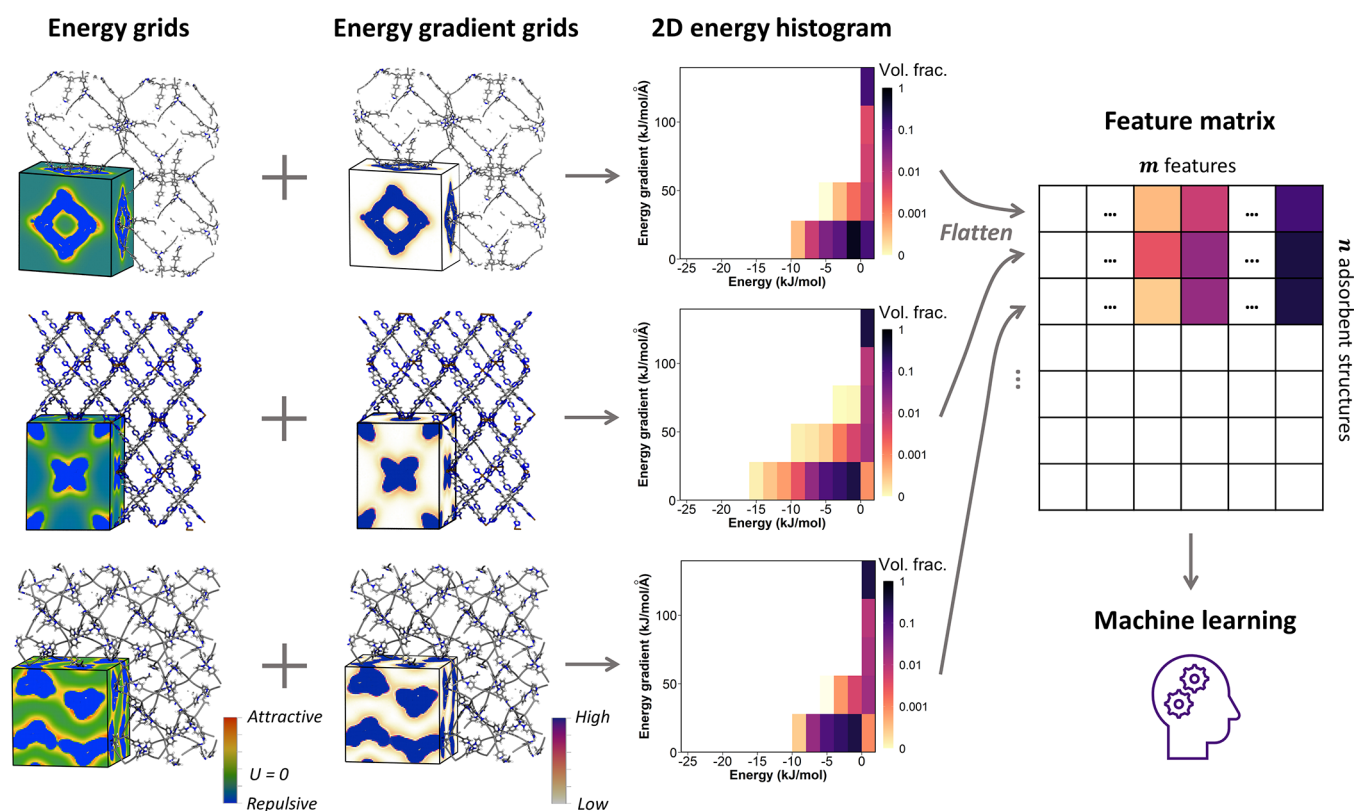 Energy grids
Energy gradient grids
2D energy histogram
Vol. frac.
Energy gradient (kJ/mol/Å)
100
50
0
-25
-20
-15
-10
-5
0
Energy (kJ/mol)
1
0.1
0.01
0.001
0
Vol. frac.
Energy gradient (kJ/mol/Å)
100
50
0
-25
-20
-15
-10
-5
0
Energy (kJ/mol)
1
0.1
0.01
0.001
0
Vol. frac.
Energy gradient (kJ/mol/Å)
100
50
0
-25
-20
-15
-10
-5
0
Energy (kJ/mol)
1
0.1
0.01
0.001
0
Attractive
U = 0
Repulsive
High
Low
Flatten
Feature matrix
m features
n adsorbent structures
... ...
... ...
... ...
...
Machine learning